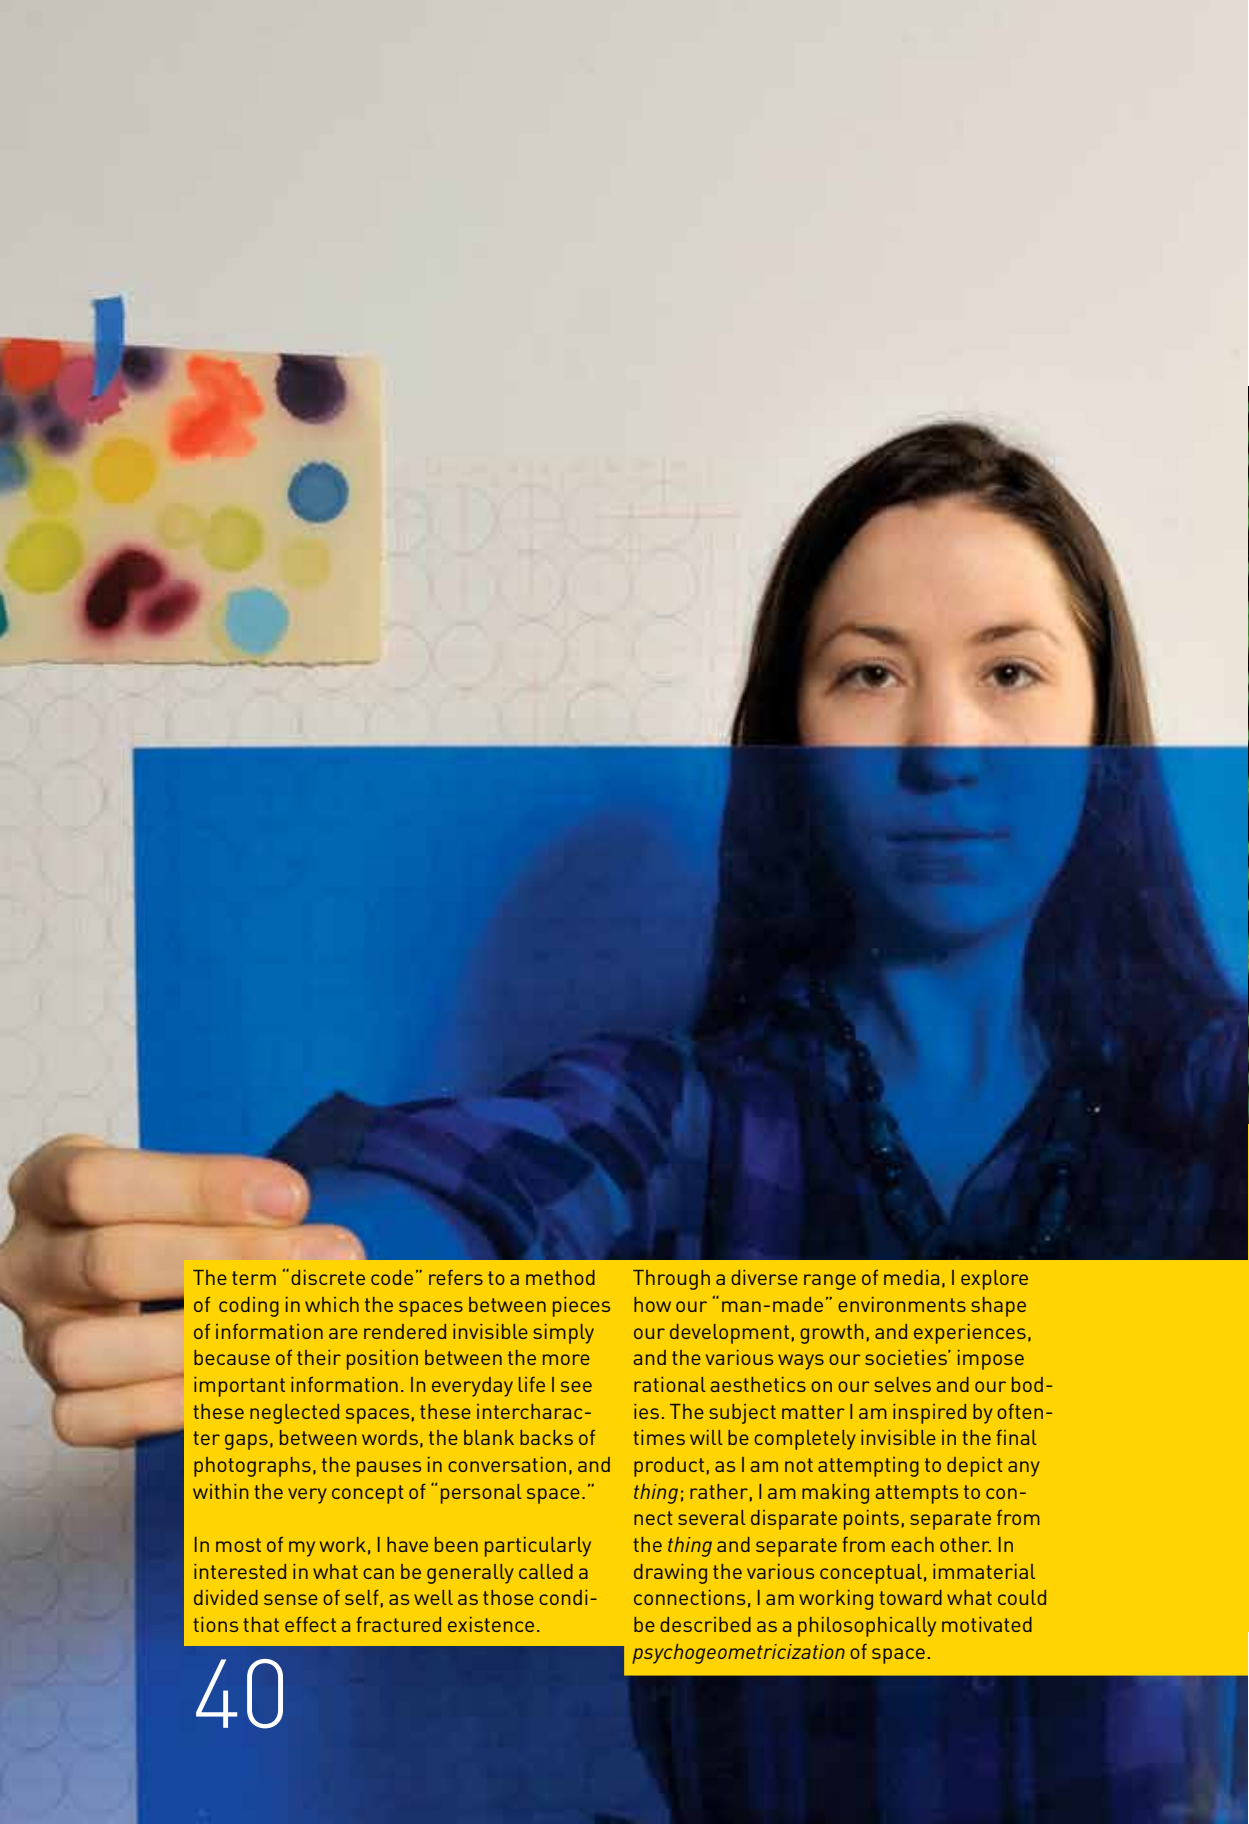 The term “discrete code” refers to a method
of coding in which the spaces between pieces
of information are rendered invisible simply
because of their position between the more
important information. In everyday life I see
these neglected spaces, these intercharac-
ter gaps, between words, the blank backs of
photographs, the pauses in conversation, and
within the very concept of “personal space.”
In most of my work, I have been particularly
interested in what can be generally called a
divided sense of self, as well as those condi-
tions that effect a fractured existence.
Through a diverse range of media, I explore
how our “man-made” environments shape
our development, growth, and experiences,
and the various ways our societies’ impose
rational aesthetics on our selves and our bod-
ies. The subject matter I am inspired by often-
times will be completely invisible in the final
product, as I am not attempting to depict any
thing; rather, I am making attempts to con-
nect several disparate points, separate from
the thing and separate from each other. In
drawing the various conceptual, immaterial
connections, I am working toward what could
be described as a philosophically motivated
psychogeometricization of space.
40